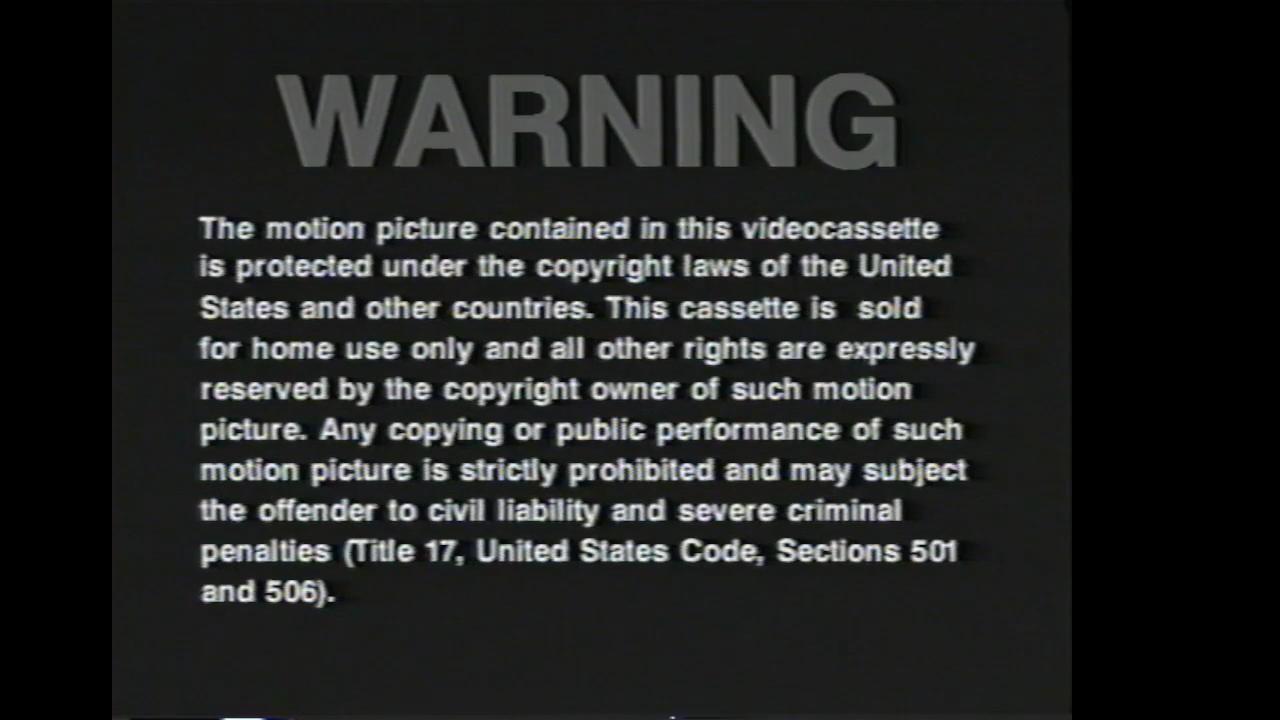 WARNING
The motion picture contained in this videocassette
is protected under the copyright laws of the United
States and other countries. This cassette is sold
for home use only and all other rights are expressly
reserved by the copyright owner of such motion
picture. Any copying or public performance of such
motion picture is strictly prohibited and may subject
the offender to civil liability and severe criminal
penalties (Title 17, United States Code, Sections 501
and 506).